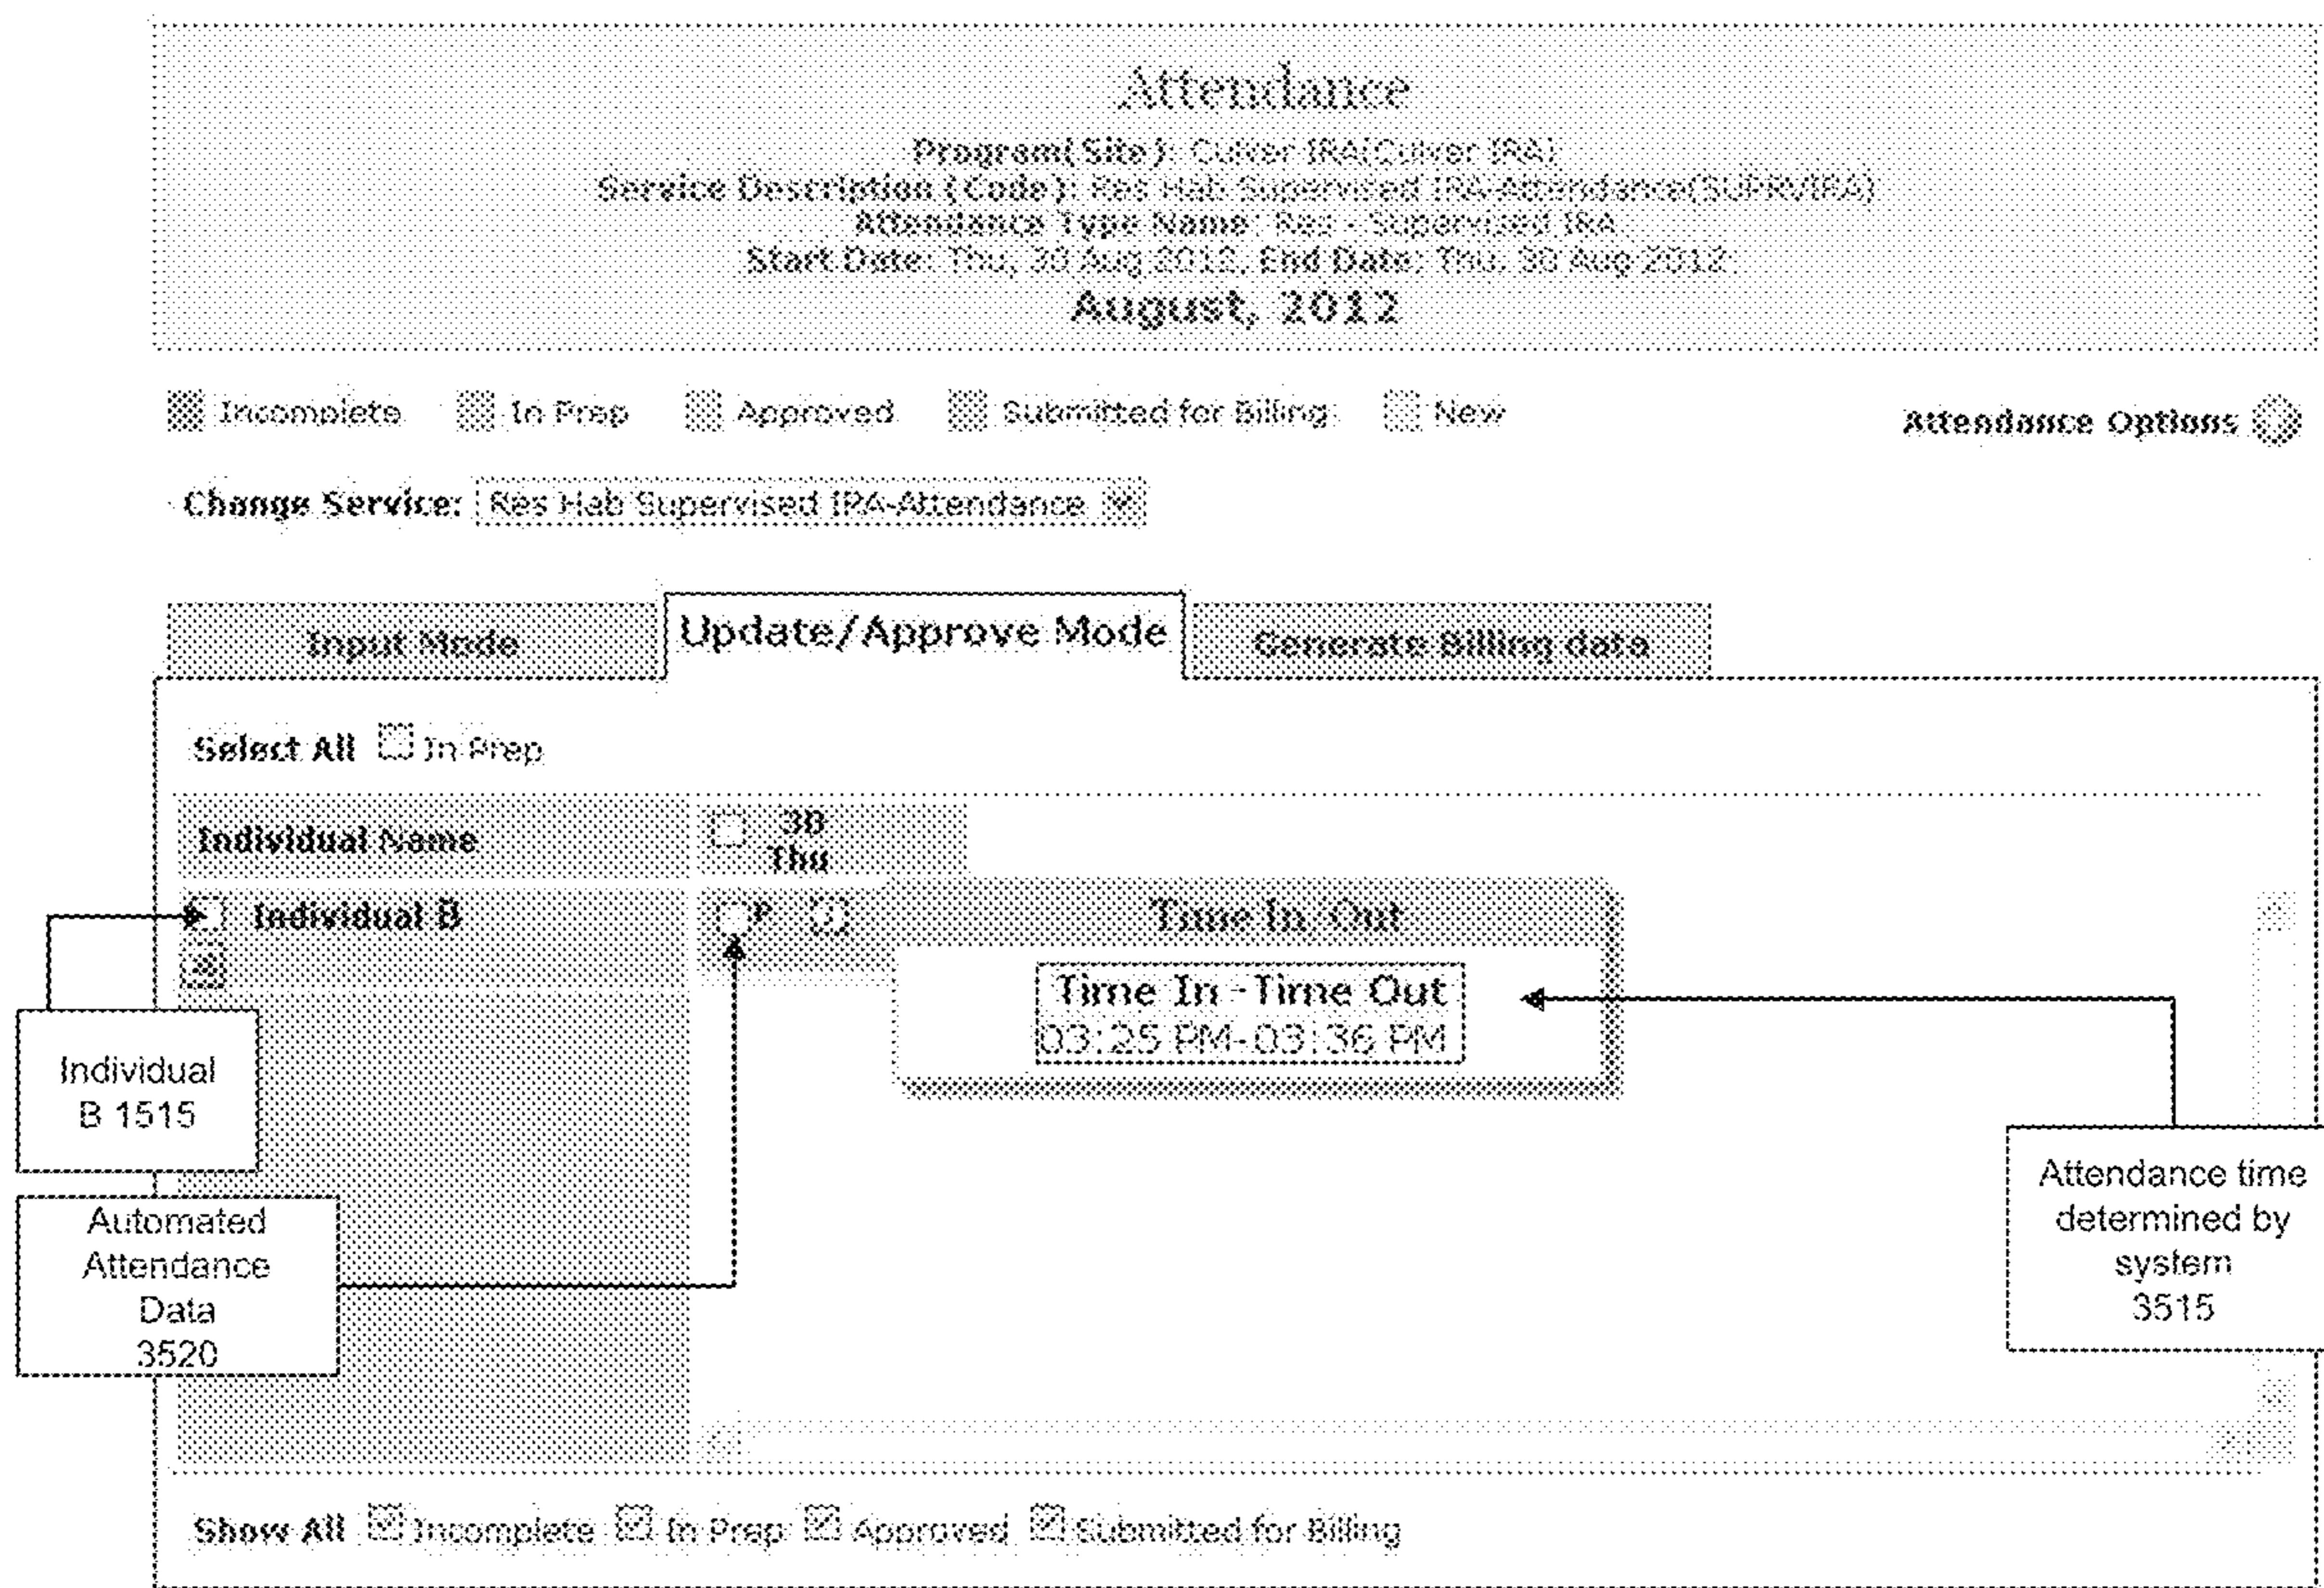 Attendance
Program(Site): Culver IRA(Culver IRA)
Service Description (Code): Res Hab Supervised IRA-Attendance(SUPRVIRA)
Attendance Type Name: Res - Supervised IRA
Start Date: Thu, 30 Aug 2012, End Date: Thu, 30 Aug 2012
August, 2012
Incomplete In Prep Approved Submitted for Billing New Attendance Options
Change Service: Res Hab Supervised IRA-Attendance
Input Mode Update/Approve Mode Generate Billing data
Select All In Prep
Individual Name 30
Thu
Individual B P Time In-Out
Time In -Time Out
03:25 PM-03:36 PM
Individual
B 1515
Automated
Attendance
Data
3520
Attendance time
determined by
system
3515
Show All Incomplete In Prep Approved Submitted for Billing